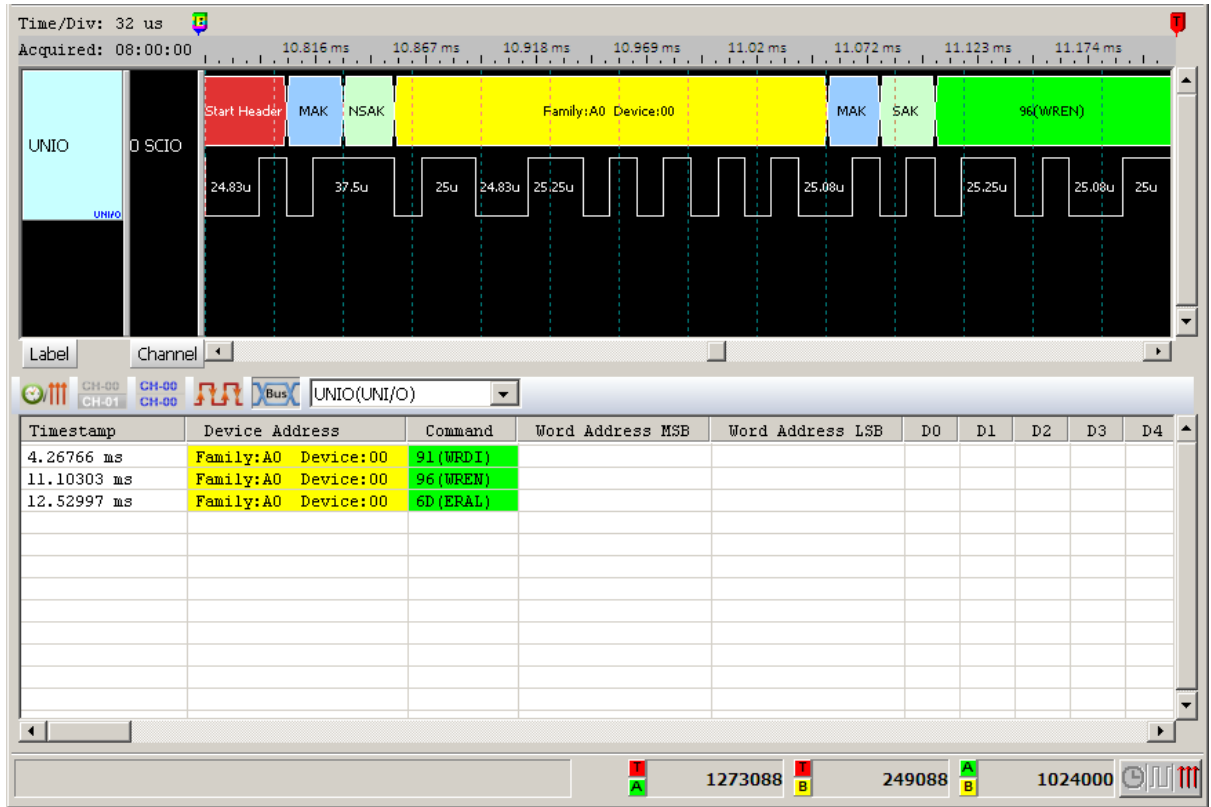 Time/Div: 32 us B T
Acquired: 08:00:00 10.816 ms 10.867 ms 10.918 ms 10.969 ms 11.02 ms 11.072 ms 11.123 ms 11.174 ms
Start Header MAK NSAK Family:A0 Device:00 MAK SAK 96(WREN)
UNIO 0 SCIO
24.83u 37.5u 25u 24.83u 25.25u 25.08u 25.25u 25.08u 25u
UNI/O
Label Channel
CH-00 CH-01 CH-00 CH-00 Bus UNIO(UNI/O)
Timestamp Device Address Command Word Address MSB Word Address LSB D0 D1 D2 D3 D4
4.26766 ms Family:A0 Device:00 91(WRDI)
11.10303 ms Family:A0 Device:00 96(WREN)
12.52997 ms Family:A0 Device:00 6D(ERAL)
T A 1273088 T B 249088 A B 1024000